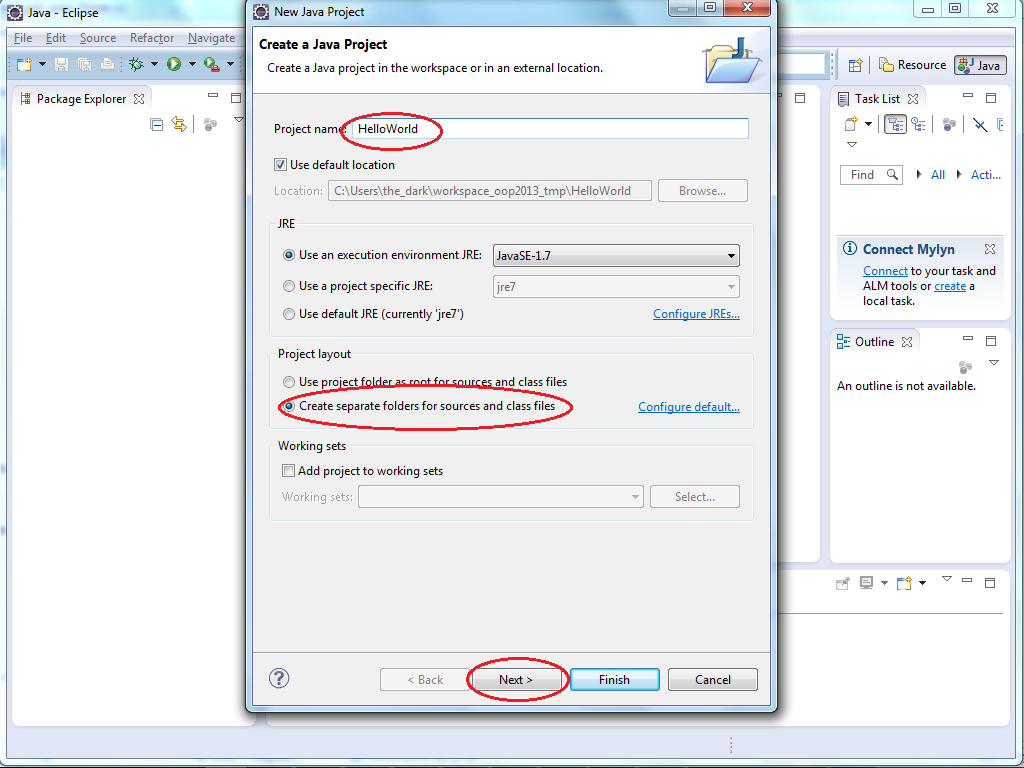 Java - Eclipse
New Java Project
File Edit Source Refactor Navigate
Create a Java Project
Create a Java project in the workspace or in an external location.
Resource
Java
Package Explorer
Task List
Project name: HelloWorld
Use default location
Location: C:\Users\the_dark\workspace_oop2013_tmp\HelloWorld Browse...
Find All Acti...
JRE
Use an execution environment JRE: JavaSE-1.7
Use a project specific JRE: jre7
Use default JRE (currently 'jre7') Configure JREs...
Connect Mylyn
Connect to your task and
ALM tools or create a
local task.
Project layout
Use project folder as root for sources and class files
Create separate folders for sources and class files Configure default...
Outline
An outline is not available.
Working sets
Add project to working sets
Working sets: Select...
? < Back Next > Finish Cancel